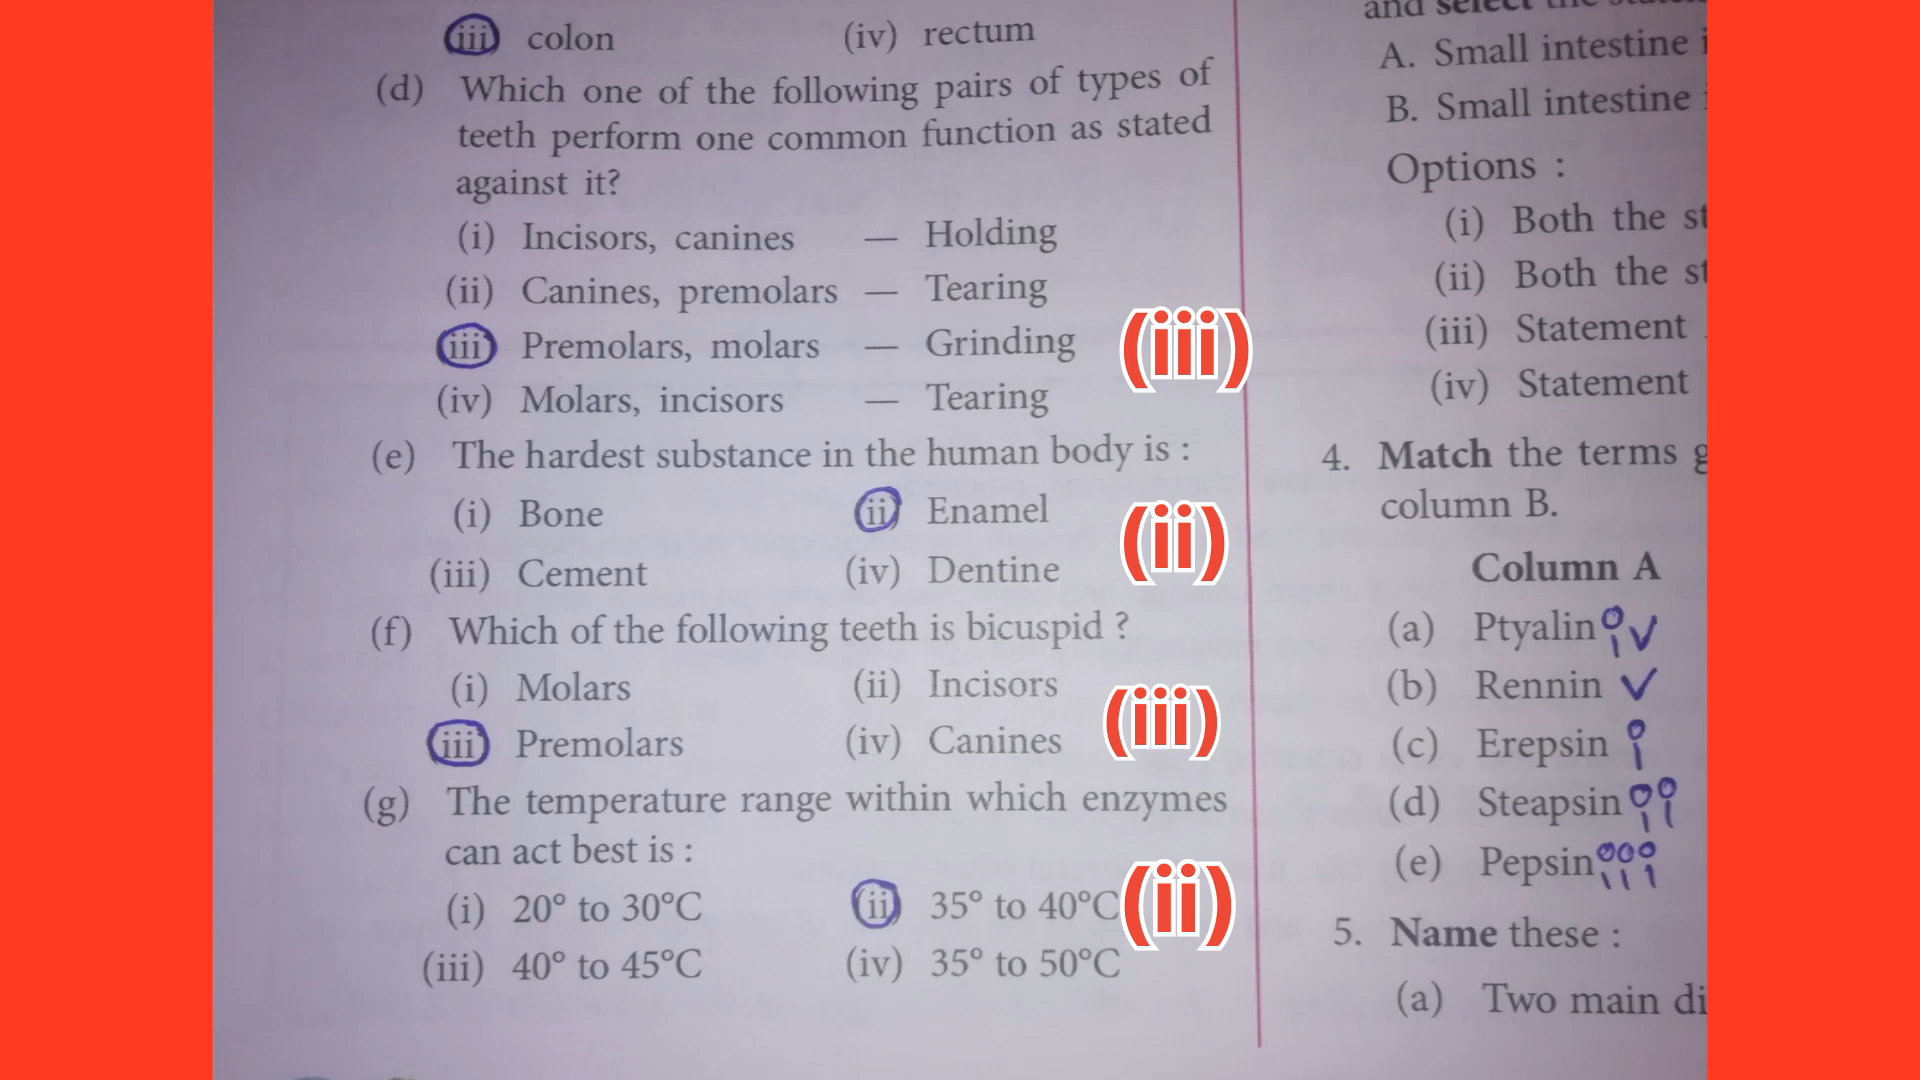 (iii) colon (iv) rectum
(d) Which one of the following pairs of types of
teeth perform one common function as stated
against it?
(i) Incisors, canines — Holding
(ii) Canines, premolars — Tearing
(iii) Premolars, molars — Grinding (iii)
(iv) Molars, incisors — Tearing
(e) The hardest substance in the human body is :
(i) Bone (ii) Enamel (ii)
(iii) Cement (iv) Dentine
(f) Which of the following teeth is bicuspid ?
(i) Molars (ii) Incisors
(iii) Premolars (iv) Canines (iii)
(g) The temperature range within which enzymes
can act best is :
(i) 20° to 30°C (ii) 35° to 40°C (ii)
(iii) 40° to 45°C (iv) 35° to 50°C
and select the
A. Small intestine
B. Small intestine
Options :
(i) Both the
(ii) Both the
(iii) Statement
(iv) Statement
4. Match the terms
column B.
Column A
(a) Ptyalin iv
(b) Rennin v
(c) Erepsin i
(d) Steapsin ii
(e) Pepsin iii
5. Name these :
(a) Two main